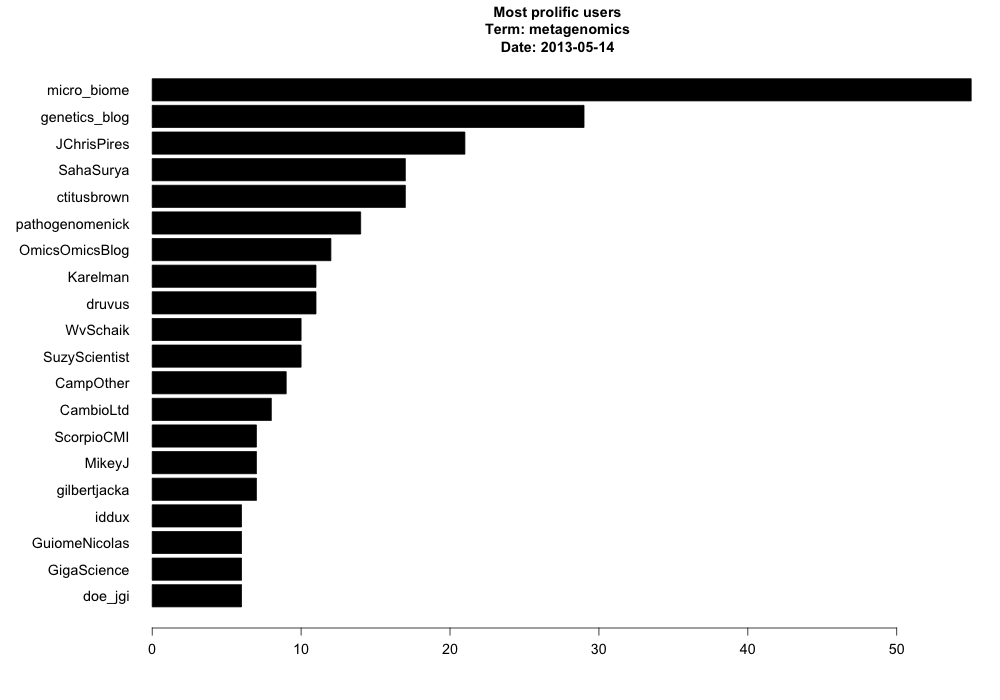 Most prolific users
Term: metagenomics
Date: 2013-05-14
micro_biome
genetics_blog
JChrisPires
SahaSurya
ctitusbrown
pathogenomenick
OmicsOmicsBlog
Karelman
druvus
WvSchaik
SuzyScientist
CampOther
CambioLtd
ScorpioCMI
MikeyJ
gilbertjacka
iddux
GuiomeNicolas
GigaScience
doe_jgi
0 10 20 30 40 50